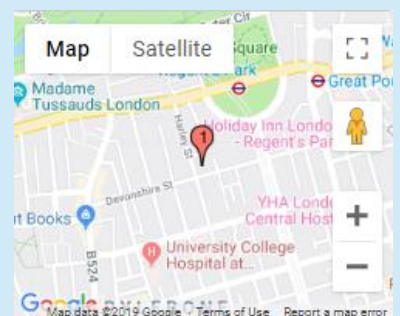 Map Satellite
Square
Madame
Tussauds London
Great Po
Harley St
1
Holiday Inn Londo
- Regent's Par
Devonshire St
YHA Londo
Central Host
t Books
B524
University College
Hospital at...
Google
Map data ©2019 Google Terms of Use Report a map error